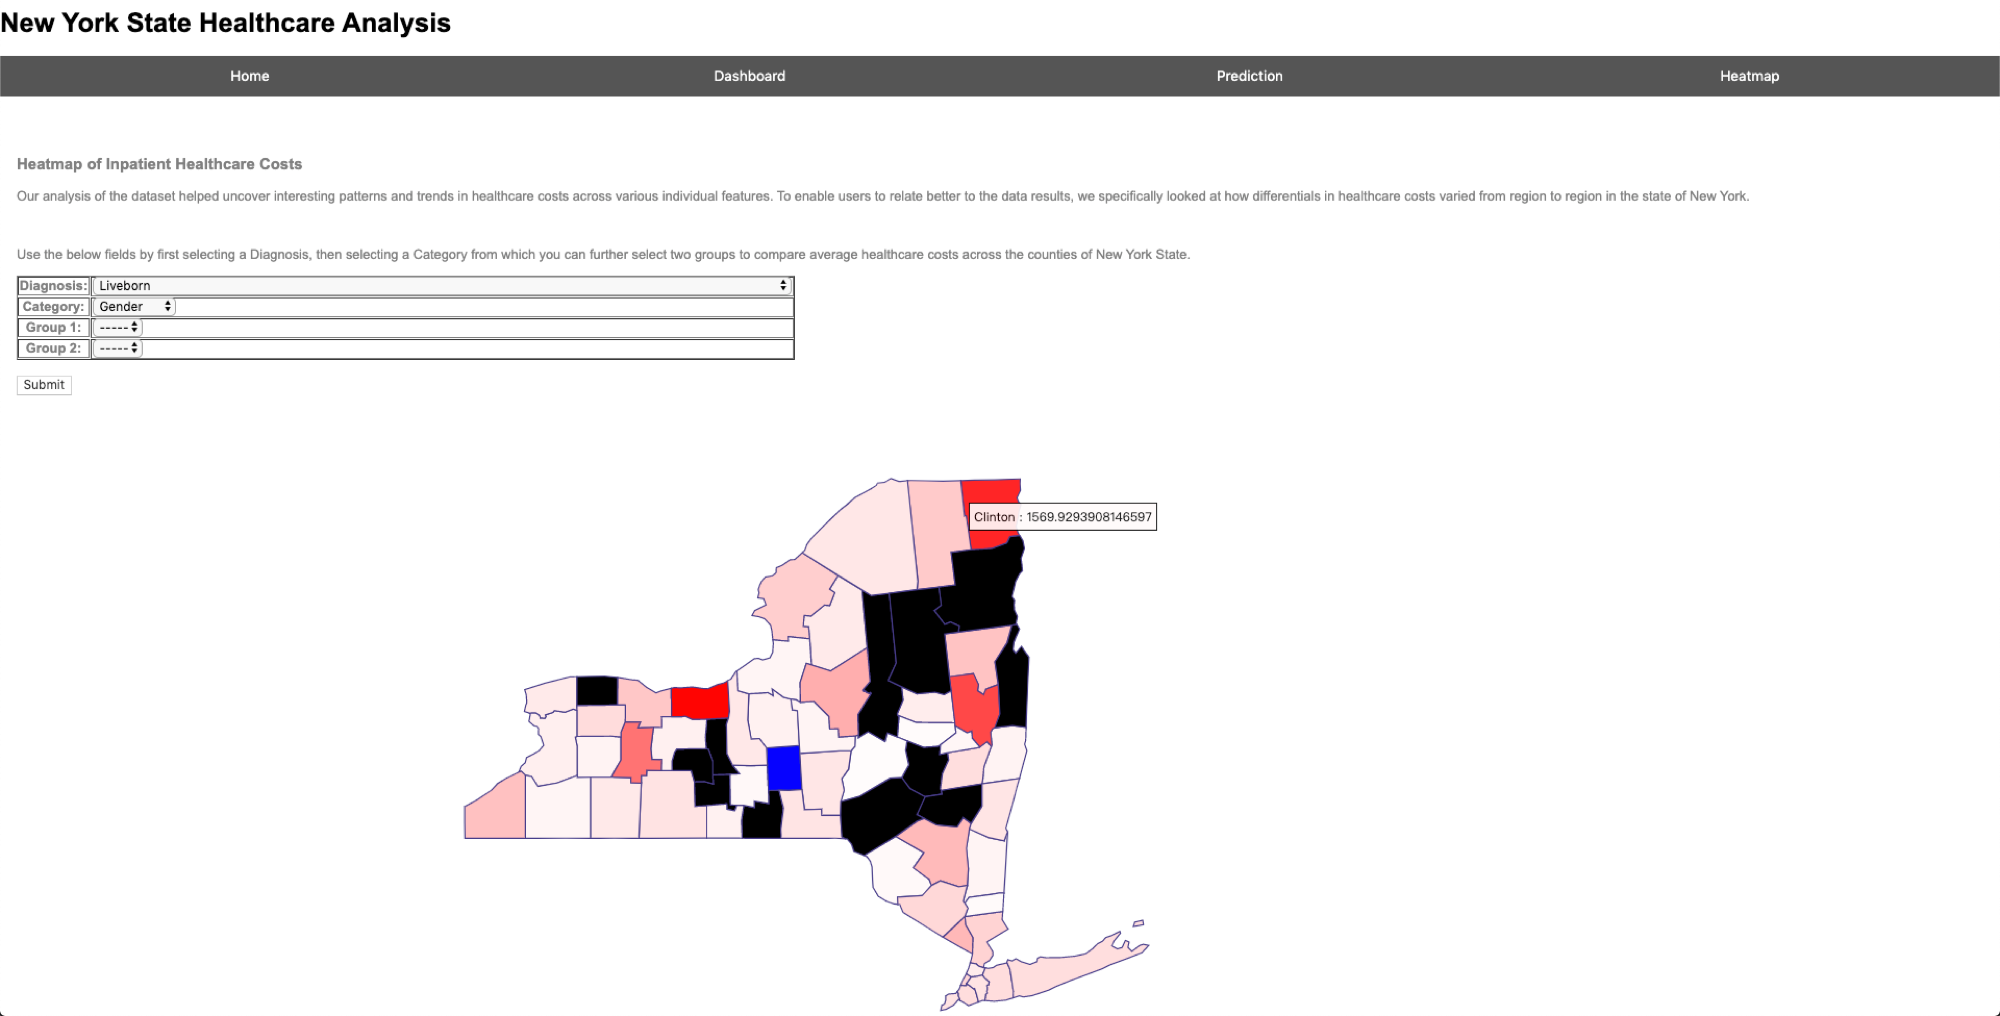 New York State Healthcare Analysis
Home Dashboard Prediction Heatmap
Heatmap of Inpatient Healthcare Costs
Our analysis of the dataset helped uncover interesting patterns and trends in healthcare costs across various individual features. To enable users to relate better to the data results, we specifically looked at how differentials in healthcare costs varied from region to region in the state of New York.
Use the below fields by first selecting a Diagnosis, then selecting a Category from which you can further select two groups to compare average healthcare costs across the counties of New York State.
Diagnosis: Liveborn
Category: Gender
Group 1: -----
Group 2: -----
Submit
Clinton : 1569.9293908146597